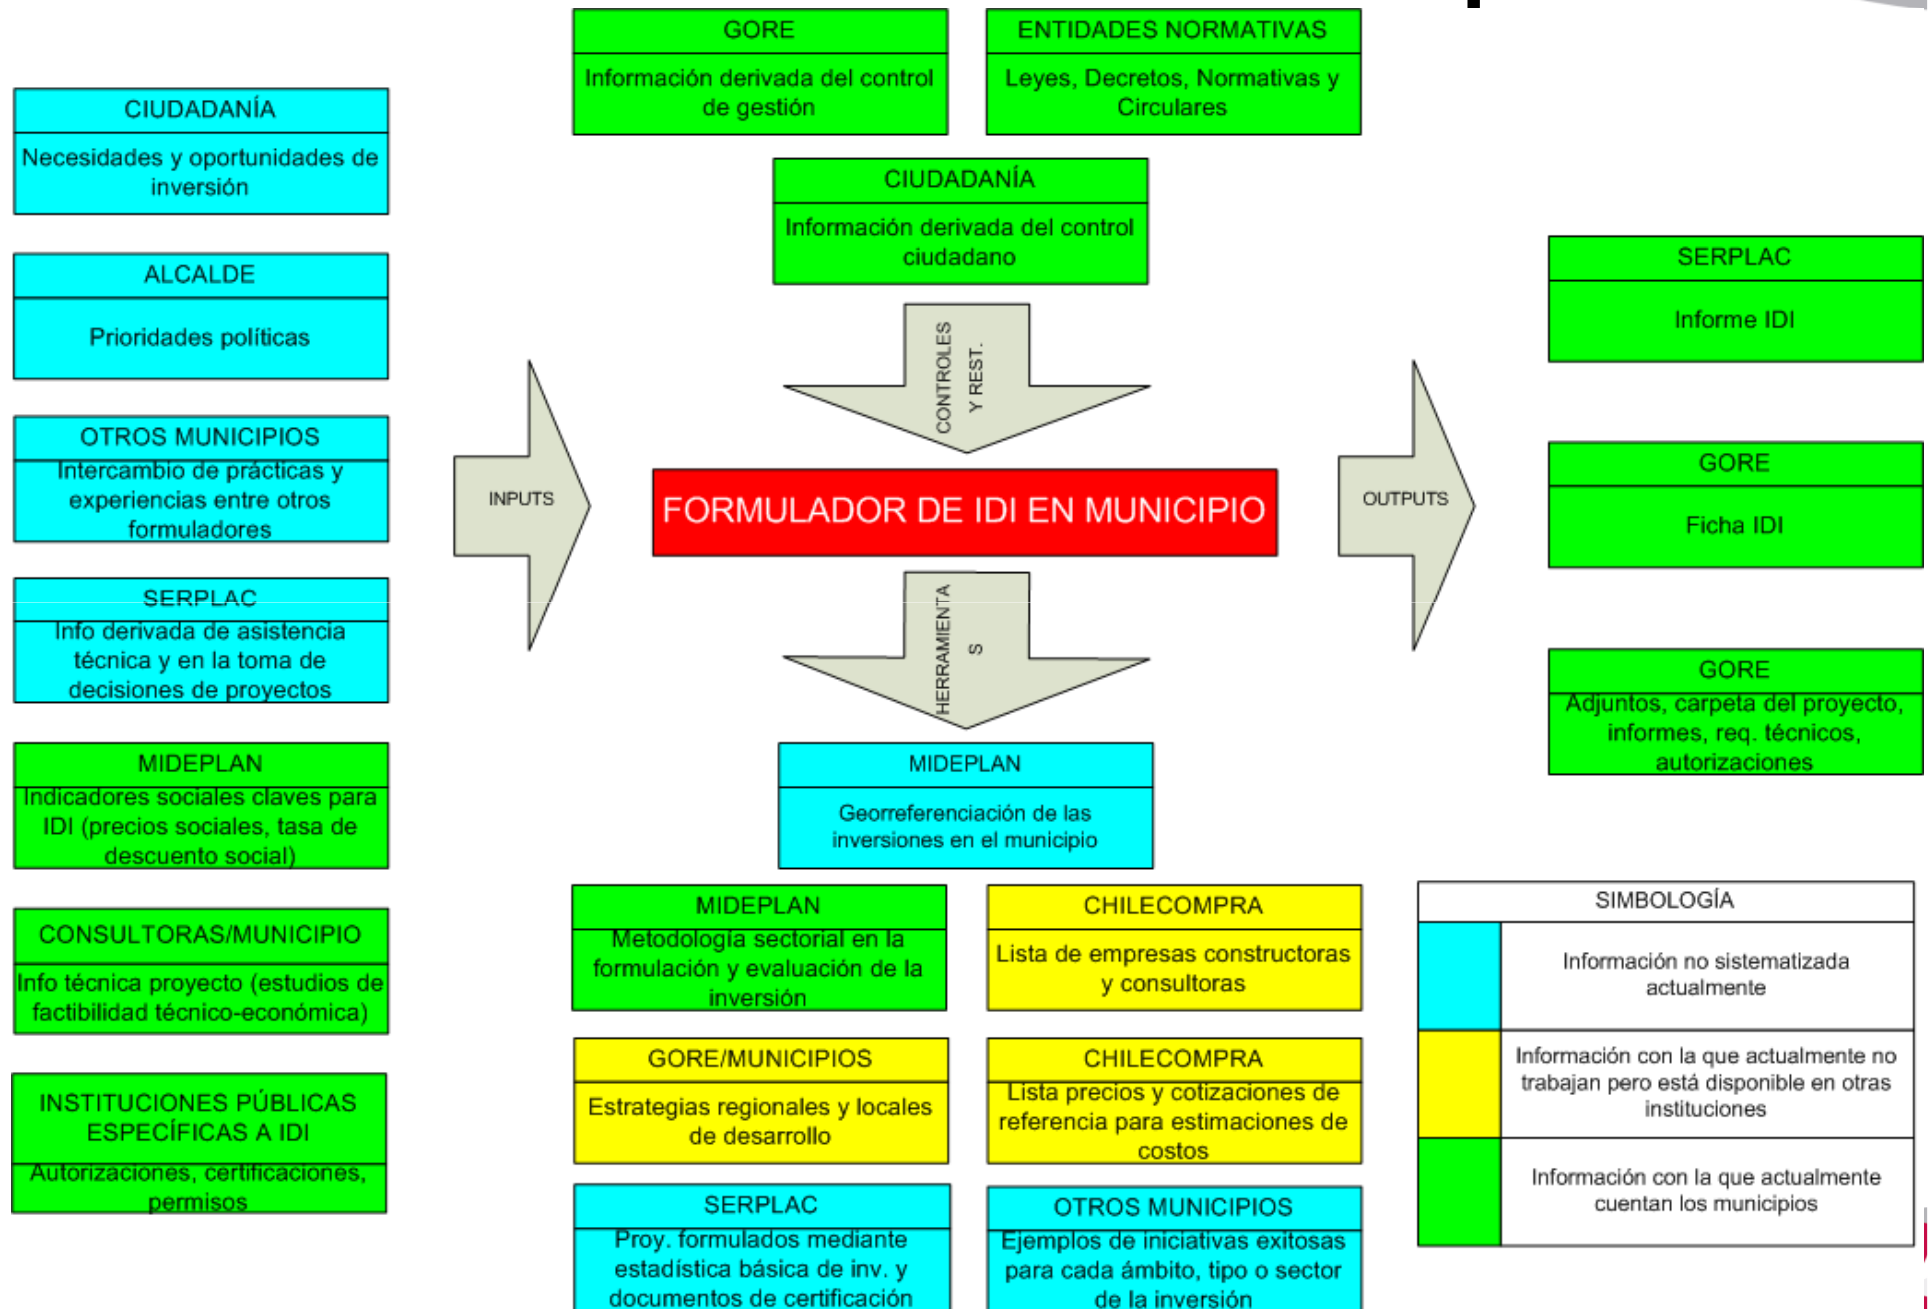 GORE
Información derivada del control
de gestión
ENTIDADES NORMATIVAS
Leyes, Decretos, Normativas y
Circulares
CIUDADANÍA
Información derivada del control
ciudadano
CIUDADANÍA
Necesidades y oportunidades de
inversión
ALCALDE
Prioridades políticas
OTROS MUNICIPIOS
Intercambio de prácticas y
experiencias entre otros
formuladores
SERPLAC
Info derivada de asistencia
técnica y en la toma de
decisiones de proyectos
MIDEPLAN
Indicadores sociales claves para
IDI (precios sociales, tasa de
descuento social)
CONSULTORAS/MUNICIPIO
Info técnica proyecto (estudios de
factibilidad técnico-económica)
INSTITUCIONES PÚBLICAS
ESPECÍFICAS A IDI
Autorizaciones, certificaciones,
permisos
INPUTS
CONTROLES
Y REST.
FORMULADOR DE IDI EN MUNICIPIO
HERRAMIENTA
S
OUTPUTS
SERPLAC
Informe IDI
GORE
Ficha IDI
GORE
Adjuntos, carpeta del proyecto,
informes, req. técnicos,
autorizaciones
MIDEPLAN
Georreferenciación de las
inversiones en el municipio
MIDEPLAN
Metodología sectorial en la
formulación y evaluación de la
inversión
CHILECOMPRA
Lista de empresas constructoras
y consultoras
GORE/MUNICIPIOS
Estrategias regionales y locales
de desarrollo
CHILECOMPRA
Lista precios y cotizaciones de
referencia para estimaciones de
costos
SERPLAC
Proy. formulados mediante
estadística básica de inv. y
documentos de certificación
OTROS MUNICIPIOS
Ejemplos de iniciativas exitosas
para cada ámbito, tipo o sector
de la inversión
SIMBOLOGÍA
Información no sistematizada
actualmente
Información con la que actualmente no
trabajan pero está disponible en otras
instituciones
Información con la que actualmente
cuentan los municipios